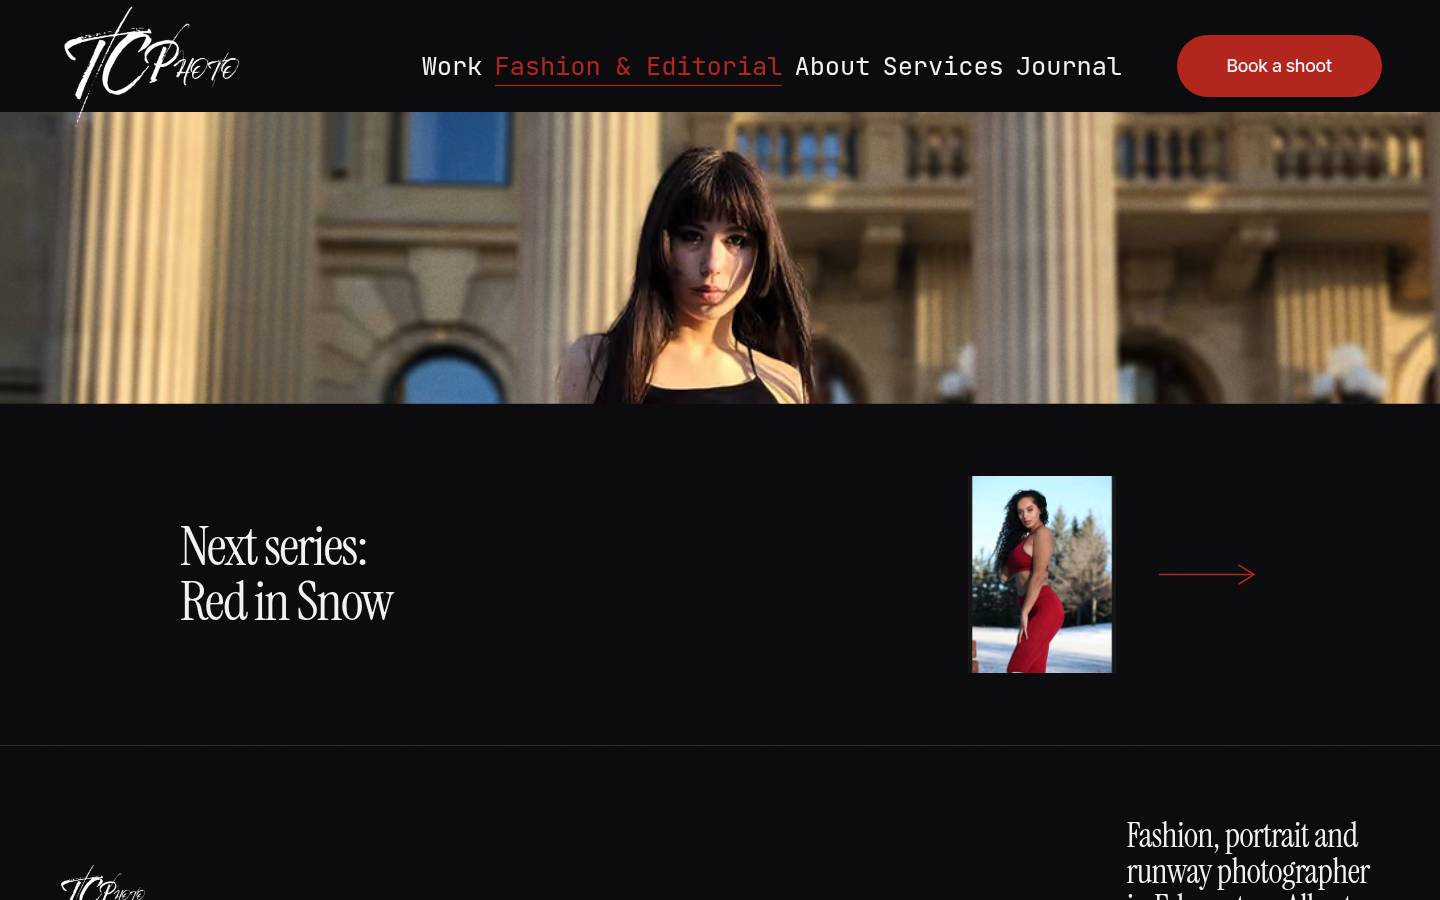 TCPHOTO
Work Fashion & Editorial About Services Journal
Book a shoot
Next series:
Red in Snow
Fashion, portrait and
runway photographer
TCPHOTO